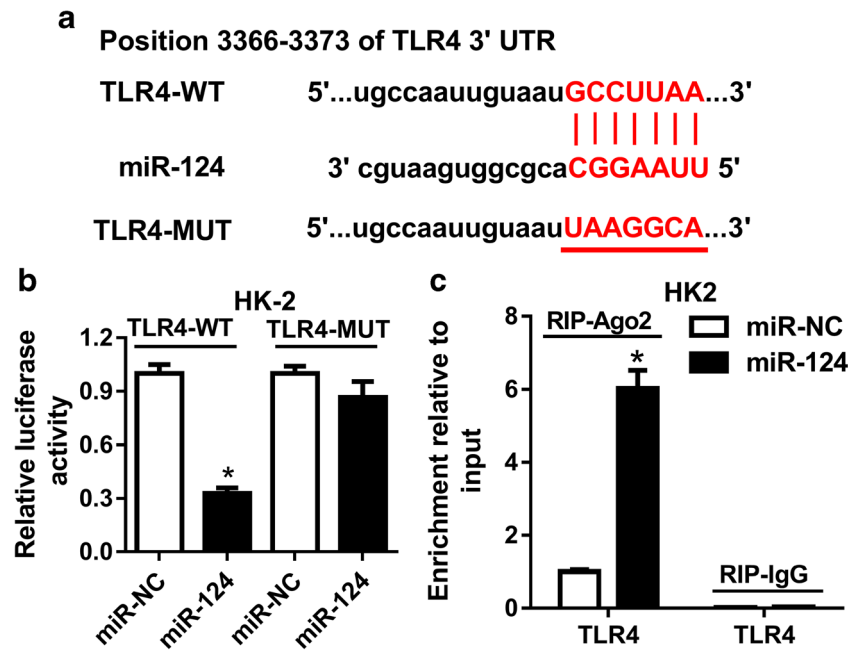 a
Position 3366-3373 of TLR4 3' UTR
TLR4-WT 5'...ugccaauuguaauGCCUUAA...3'
miR-124 3' cguaaguggcgcaCGGAAUU 5'
TLR4-MUT 5'...ugccaauuguaauUAAGGCA...3'
b
HK-2
TLR4-WT TLR4-MUT
Relative luciferase activity
1.2
0.9
0.6
0.3
0.0
*
miR-NC miR-124 miR-NC miR-124
c
HK2
RIP-Ago2
miR-NC
miR-124
Enrichment relative to input
8
6
4
2
0
*
RIP-IgG
TLR4 TLR4